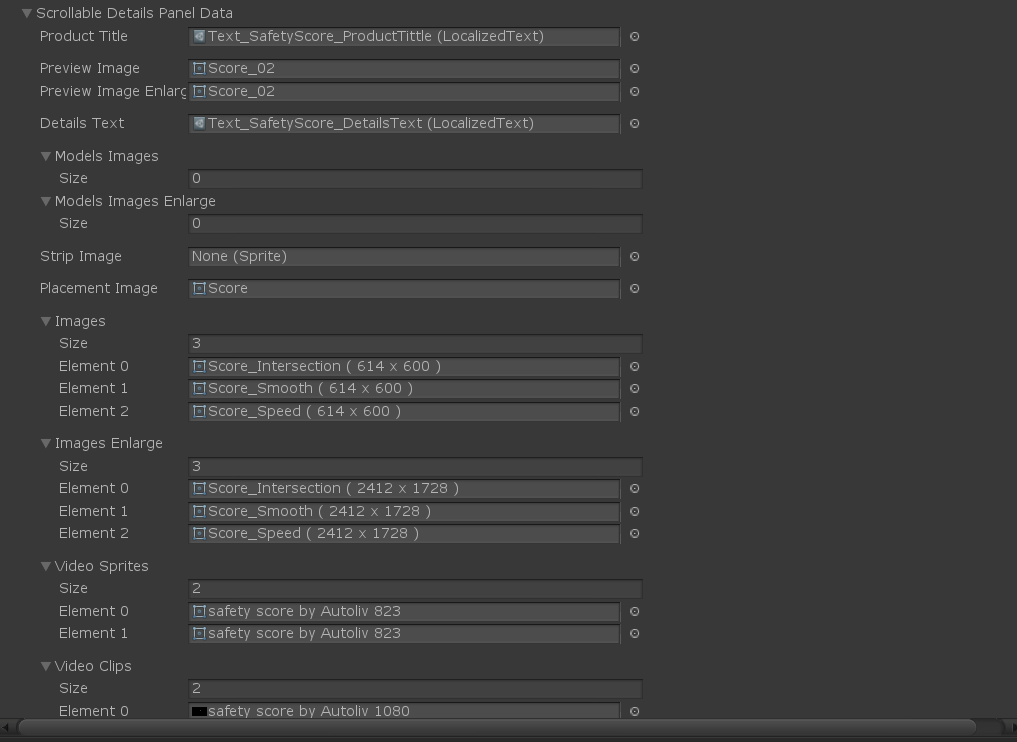 Scrollable Details Panel Data
Product Title Text_SafetyScore_ProductTittle (LocalizedText)
Preview Image Score_02
Preview Image Enlarg Score_02
Details Text Text_SafetyScore_DetailsText (LocalizedText)
Models Images
Size 0
Models Images Enlarge
Size 0
Strip Image None (Sprite)
Placement Image Score
Images
Size 3
Element 0 Score_Intersection ( 614 x 600 )
Element 1 Score_Smooth ( 614 x 600 )
Element 2 Score_Speed ( 614 x 600 )
Images Enlarge
Size 3
Element 0 Score_Intersection ( 2412 x 1728 )
Element 1 Score_Smooth ( 2412 x 1728 )
Element 2 Score_Speed ( 2412 x 1728 )
Video Sprites
Size 2
Element 0 safety score by Autoliv 823
Element 1 safety score by Autoliv 823
Video Clips
Size 2
Element 0 safety score by Autoliv 1080